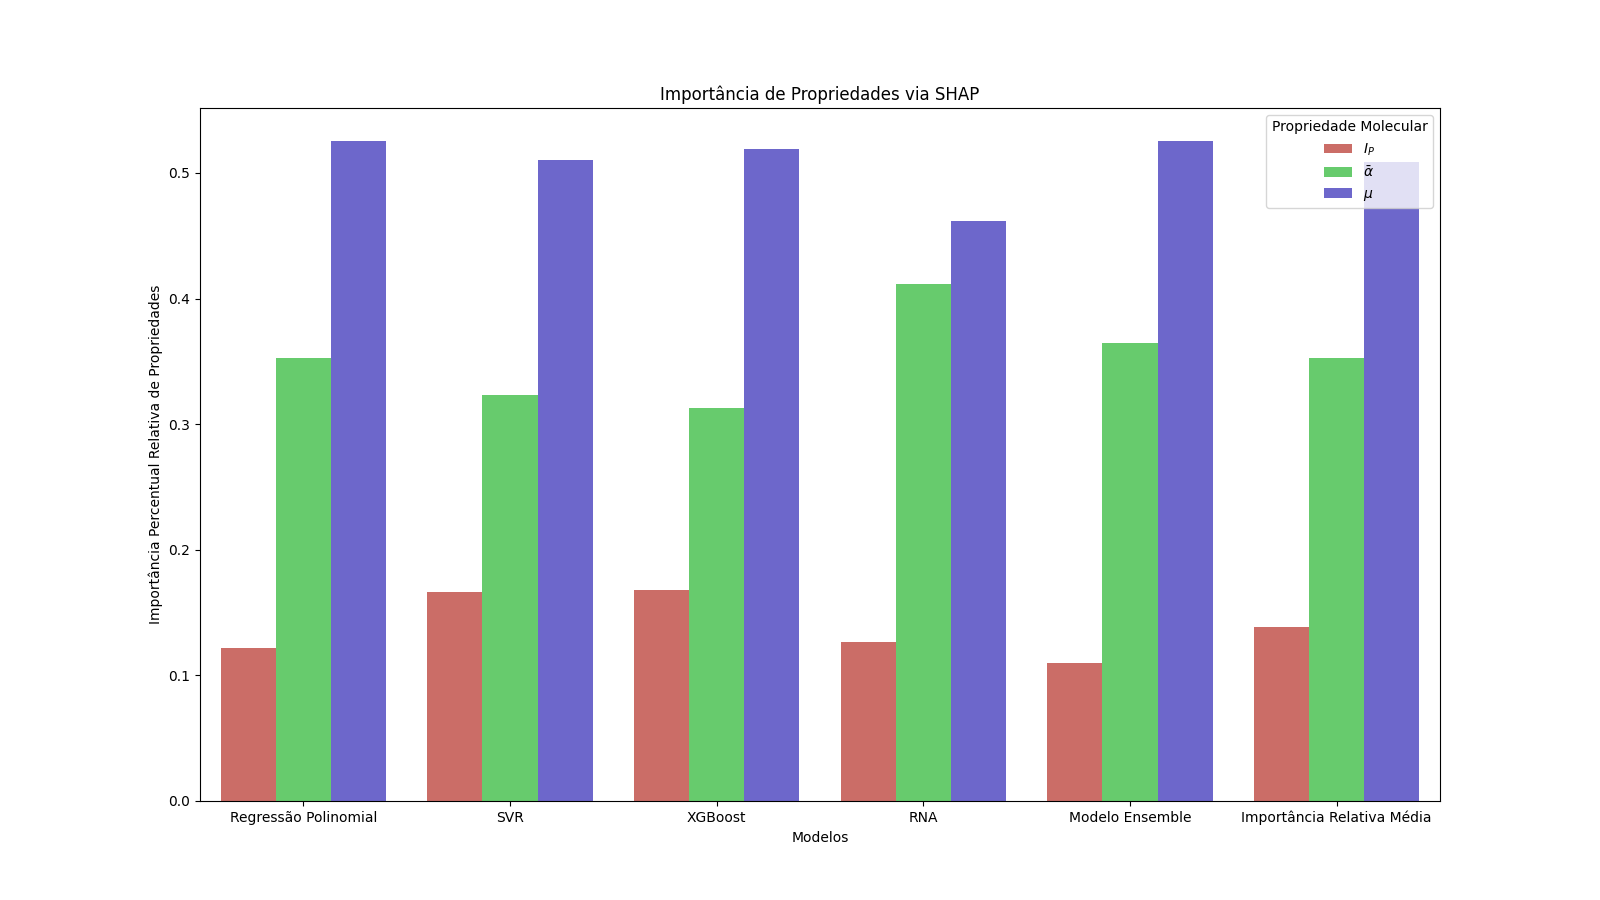 Importância de Propriedades via SHAP
Propriedade Molecular
I_P
ᾱ
μ
Importância Percentual Relativa de Propriedades
0.5
0.4
0.3
0.2
0.1
0.0
Regressão Polinomial
SVR
XGBoost
RNA
Modelo Ensemble
Importância Relativa Média
Modelos